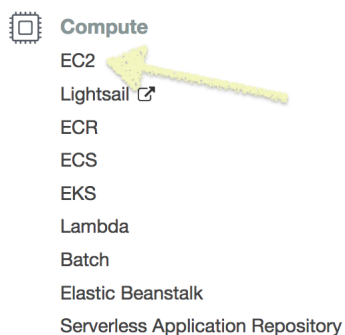 Compute
EC2
Lightsail
ECR
ECS
EKS
Lambda
Batch
Elastic Beanstalk
Serverless Application Repository